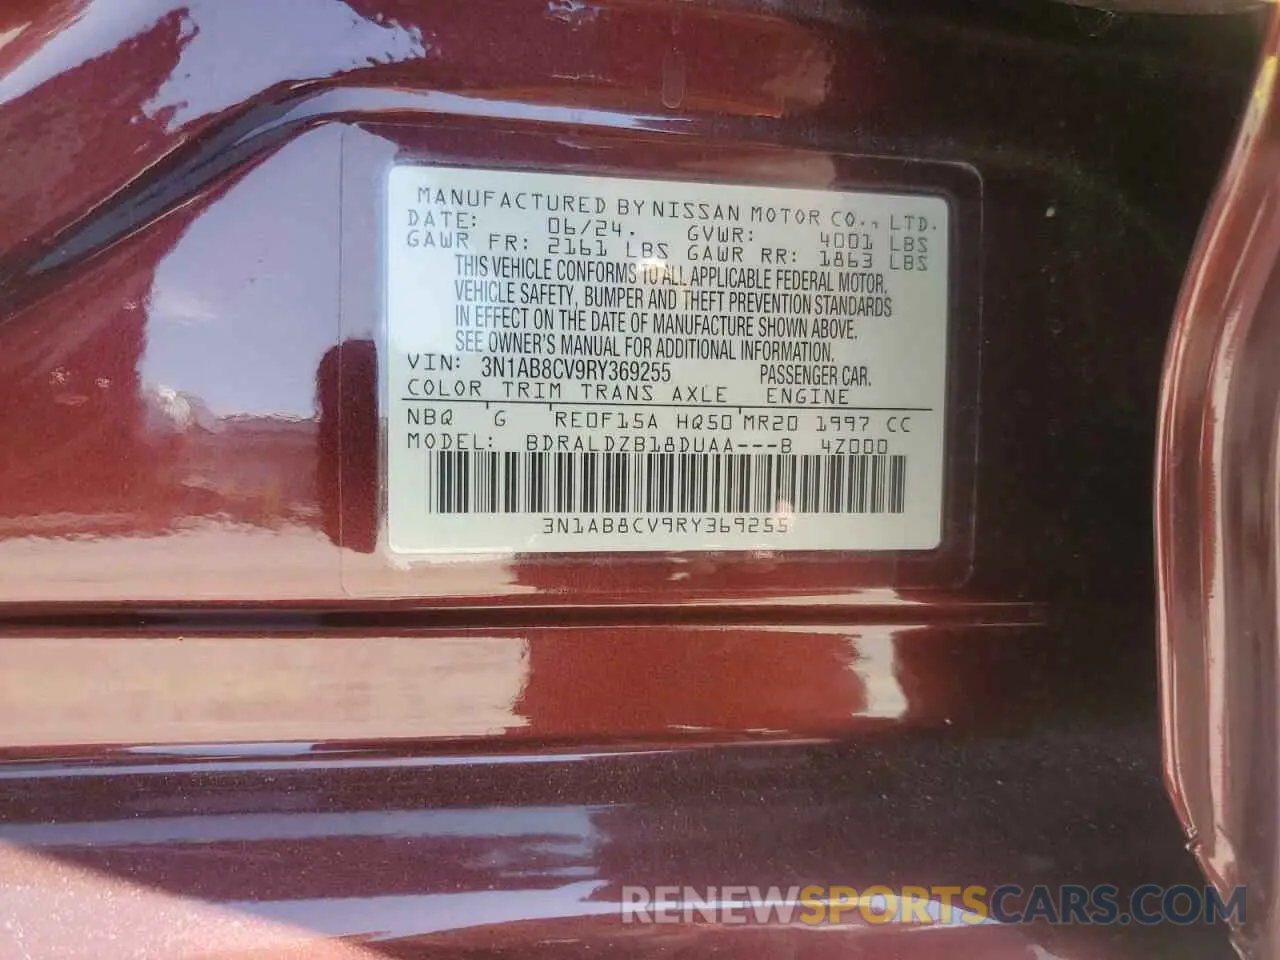 MANUFACTURED BY NISSAN MOTOR CO., LTD.
DATE: 06/24. GVWR: 4001 LBS
GAWR FR: 2161 LBS GAWR RR: 1863 LBS
THIS VEHICLE CONFORMS TO ALL APPLICABLE FEDERAL MOTOR,
VEHICLE SAFETY, BUMPER AND THEFT PREVENTION STANDARDS
IN EFFECT ON THE DATE OF MANUFACTURE SHOWN ABOVE.
SEE OWNER'S MANUAL FOR ADDITIONAL INFORMATION.
VIN: 3N1AB8CV9RY369255 PASSENGER CAR.
COLOR TRIM TRANS AXLE ENGINE
NBQ G RE0F15A HQ50 MR20 1997 CC
MODEL: BDRALDZB18DUAA---B 4Z000
3N1AB8CV9RY369255
RENEWSPORTSCARS.COM